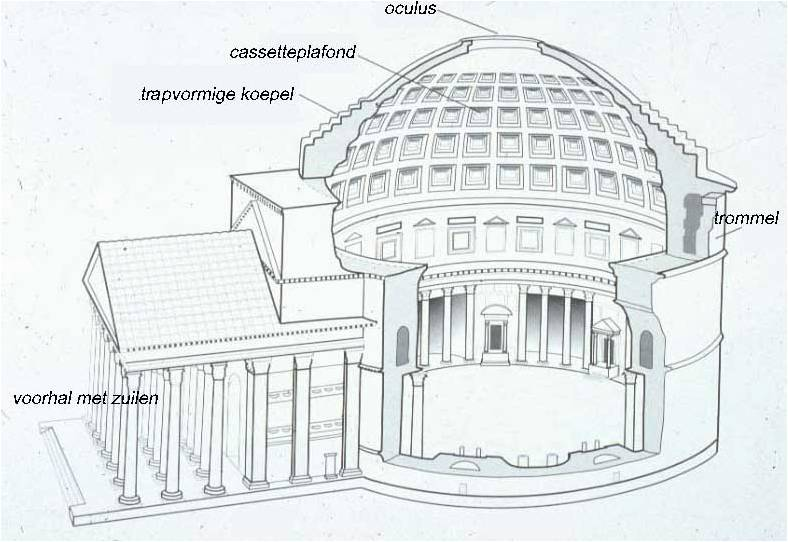 oculus
cassetteplafond
.trapvormige koepel
trommel
voorhal met zuilen